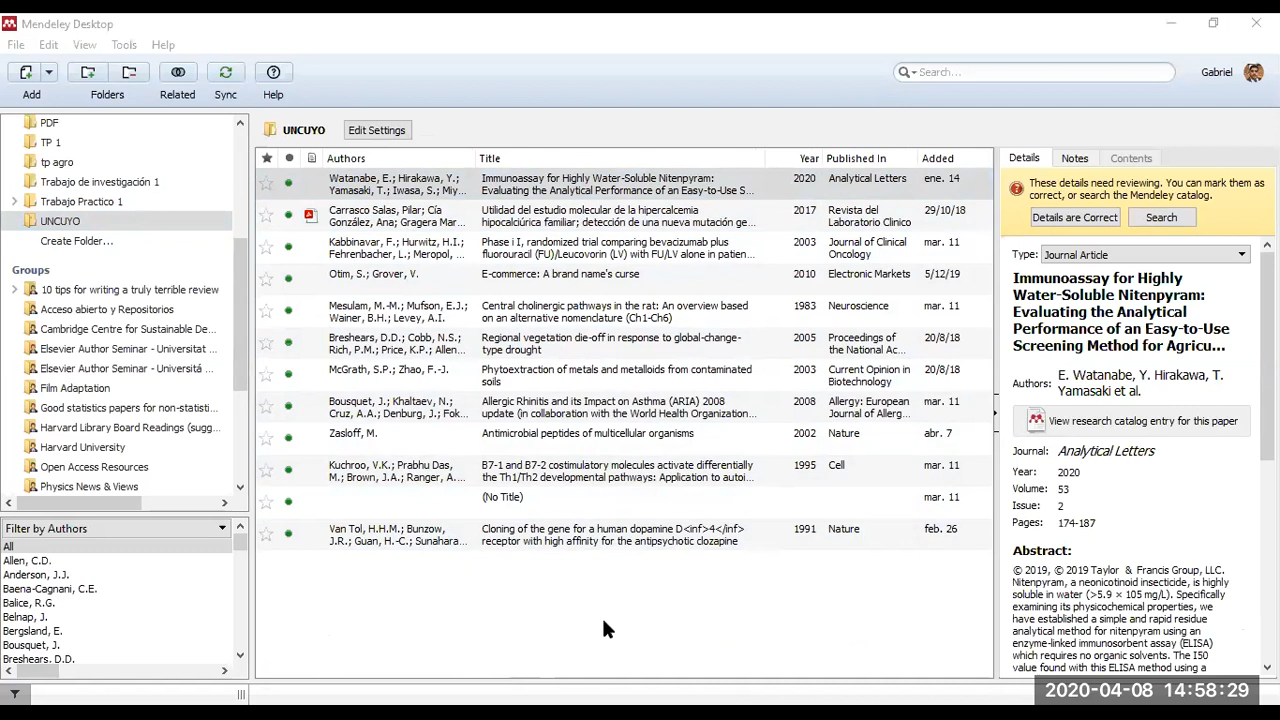 Mendeley Desktop
File Edit View Tools Help
Search...
Gabriel
Add Folders Related Sync Help
PDF
TP 1
tp agro
Trabajo de investigación 1
Trabajo Practico 1
UNCUYO
Create Folder...
Groups
10 tips for writing a truly terrible review
Acceso abierto y Repositorios
Cambridge Centre for Sustainable De...
Elsevier Author Seminar - Universitat ...
Elsevier Author Seminar - Universitá ...
Film Adaptation
Good statistics papers for non-statisti...
Harvard Library Board Readings (sugg...
Harvard University
Open Access Resources
Physics News & Views
Filter by Authors
All
Allen, C.D.
Anderson, J.J.
Baena-Cagnani, C.E.
Balice, R.G.
Belnap, J.
Bergsland, E.
Bousquet, J.
Breshears, D.D.
UNCUYO Edit Settings
Authors Title Year Published In Added
Watanabe, E.; Hirakawa, Y.; Immunoassay for Highly Water-Soluble Nitenpyram: 2020 Analytical Letters ene. 14
Yamasaki, T.; Iwasa, S.; Miy... Evaluating the Analytical Performance of an Easy-to-Use S...
Carrasco Salas, Pilar; Cía Utilidad del estudio molecular de la hipercalcemia 2017 Revista del 29/10/18
González, Ana; Gragera Mar... hipocalciúrica familiar; detección de una nueva mutación ge... Laboratorio Clínico
Kabbinavar, F.; Hurwitz, H.I.; Phase i I, randomized trial comparing bevacizumab plus 2003 Journal of Clinical mar. 11
Fehrenbacher, L.; Meropol, ... fluorouracil (FU)/Leucovorin (LV) with FU/LV alone in patien... Oncology
Otim, S.; Grover, V. E-commerce: A brand name's curse 2010 Electronic Markets 5/12/19
Mesulam, M.-M.; Mufson, E.J.; Central cholinergic pathways in the rat: An overview based 1983 Neuroscience mar. 11
Wainer, B.H.; Levey, A.I. on an alternative nomenclature (Ch1-Ch6)
Breshears, D.D.; Cobb, N.S.; Regional vegetation die-off in response to global-change- 2005 Proceedings of 20/8/18
Rich, P.M.; Price, K.P.; Allen... type drought the National Ac...
McGrath, S.P.; Zhao, F.-J. Phytoextraction of metals and metalloids from contaminated 2003 Current Opinion in 20/8/18
soils Biotechnology
Bousquet, J.; Khaltaev, N.; Allergic Rhinitis and its Impact on Asthma (ARIA) 2008 2008 Allergy: European mar. 11
Cruz, A.A.; Denburg, J.; Fok... update (in collaboration with the World Health Organization... Journal of Allerg...
Zasloff, M. Antimicrobial peptides of multicellular organisms 2002 Nature abr. 7
Kuchroo, V.K.; Prabhu Das, B7-1 and B7-2 costimulatory molecules activate differentially 1995 Cell mar. 11
M.; Brown, J.A.; Ranger, A.... the Th1/Th2 developmental pathways: Application to autoi...
(No Title) mar. 11
Van Tol, H.H.M.; Bunzow, Cloning of the gene for a human dopamine D<inf>4</inf> 1991 Nature feb. 26
J.R.; Guan, H.-C.; Sunahara... receptor with high affinity for the antipsychotic clozapine
Details Notes Contents
These details need reviewing. You can mark them as
correct, or search the Mendeley catalog.
Details are Correct Search
Type: Journal Article
Immunoassay for Highly
Water-Soluble Nitenpyram:
Evaluating the Analytical
Performance of an Easy-to-Use
Screening Method for Agricu...
Authors: E. Watanabe, Y. Hirakawa, T.
Yamasaki et al.
View research catalog entry for this paper
Journal: Analytical Letters
Year: 2020
Volume: 53
Issue: 2
Pages: 174-187
Abstract:
© 2019, © 2019 Taylor & Francis Group, LLC.
Nitenpyram, a neonicotinoid insecticide, is highly
soluble in water (>5.9 × 105 mg/L). Specifically
examining its physicochemical properties, we
have established a simple and rapid residue
analytical method for nitenpyram using an
enzyme-linked immunosorbent assay (ELISA)
which requires no organic solvents. The I50
value found with this ELISA method using a
2020-04-08 14:58:29